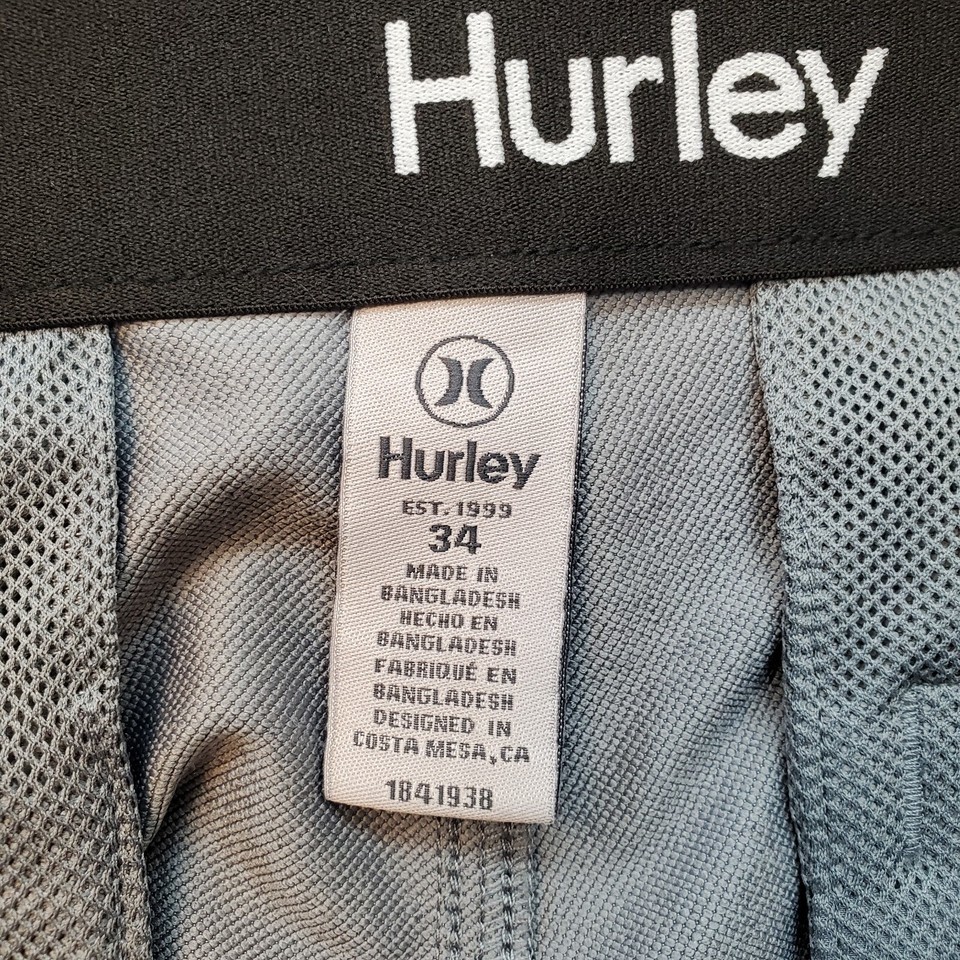 Hurley
Hurley
EST. 1999
34
MADE IN
BANGLADESH
HECHO EN
BANGLADESH
FABRIQUÉ EN
BANGLADESH
DESIGNED IN
COSTA MESA, CA
1841938